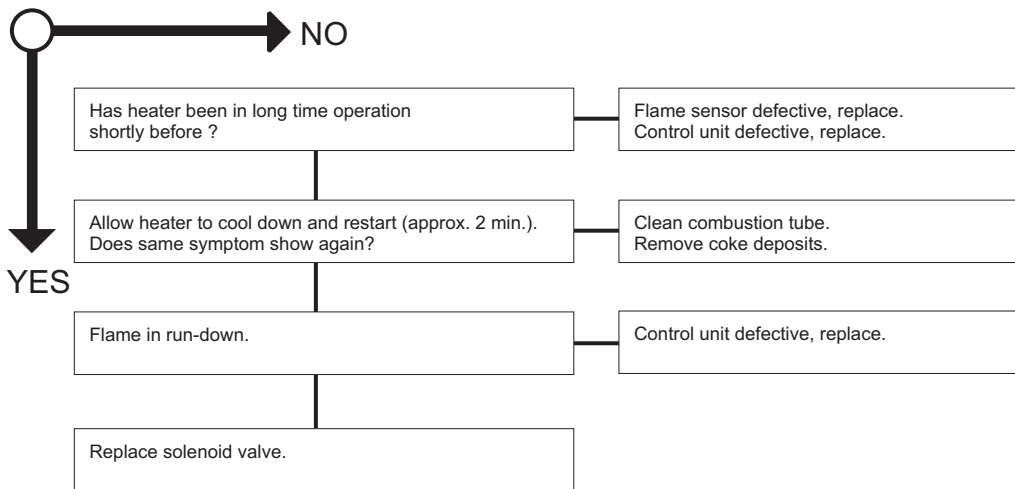 NO
YES
Has heater been in long time operation
shortly before ?
Flame sensor defective, replace.
Control unit defective, replace.
Allow heater to cool down and restart (approx. 2 min.).
Does same symptom show again?
Clean combustion tube.
Remove coke deposits.
Flame in run-down.
Control unit defective, replace.
Replace solenoid valve.